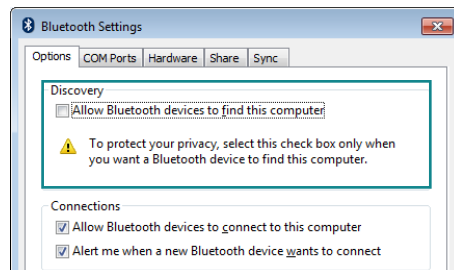 Bluetooth Settings
Options COM Ports Hardware Share Sync
Discovery
Allow Bluetooth devices to find this computer
To protect your privacy, select this check box only when
you want a Bluetooth device to find this computer.
Connections
Allow Bluetooth devices to connect to this computer
Alert me when a new Bluetooth device wants to connect